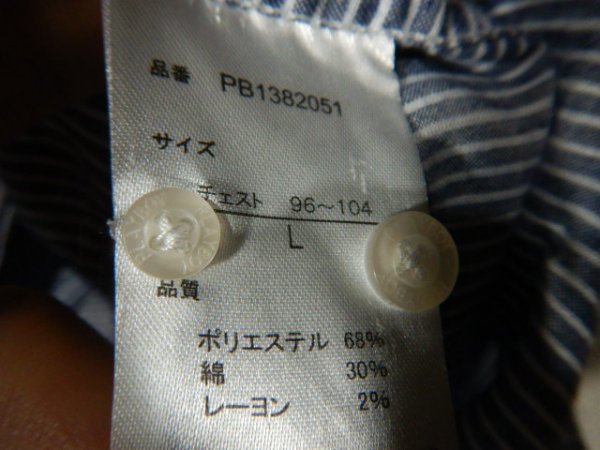 品番 PB1382051
サイズ
チェスト 96～104
L
品質
ポリエステル 68%
綿 30%
レーヨン 2%